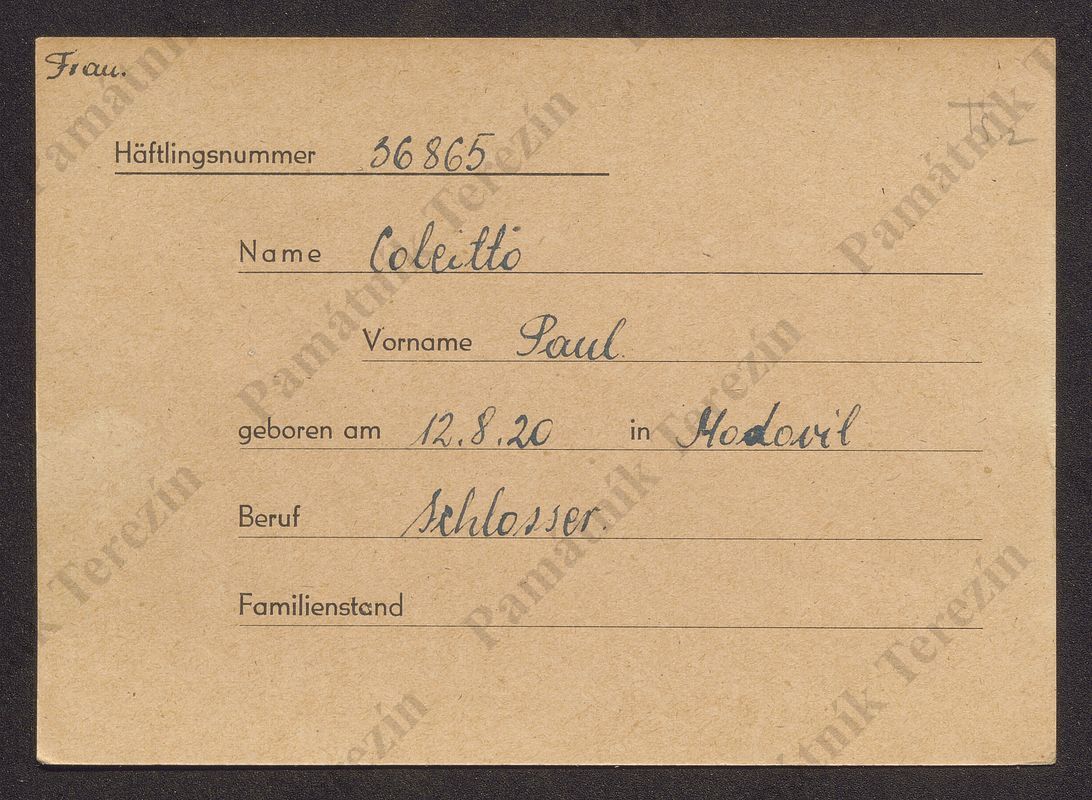 Frau.
Häftlingsnummer 36865
Name Coleitto
Vorname Paul.
geboren am 12.8.20 in Modovil
Beruf Schlosser.
Familienstand
Památník Terezín